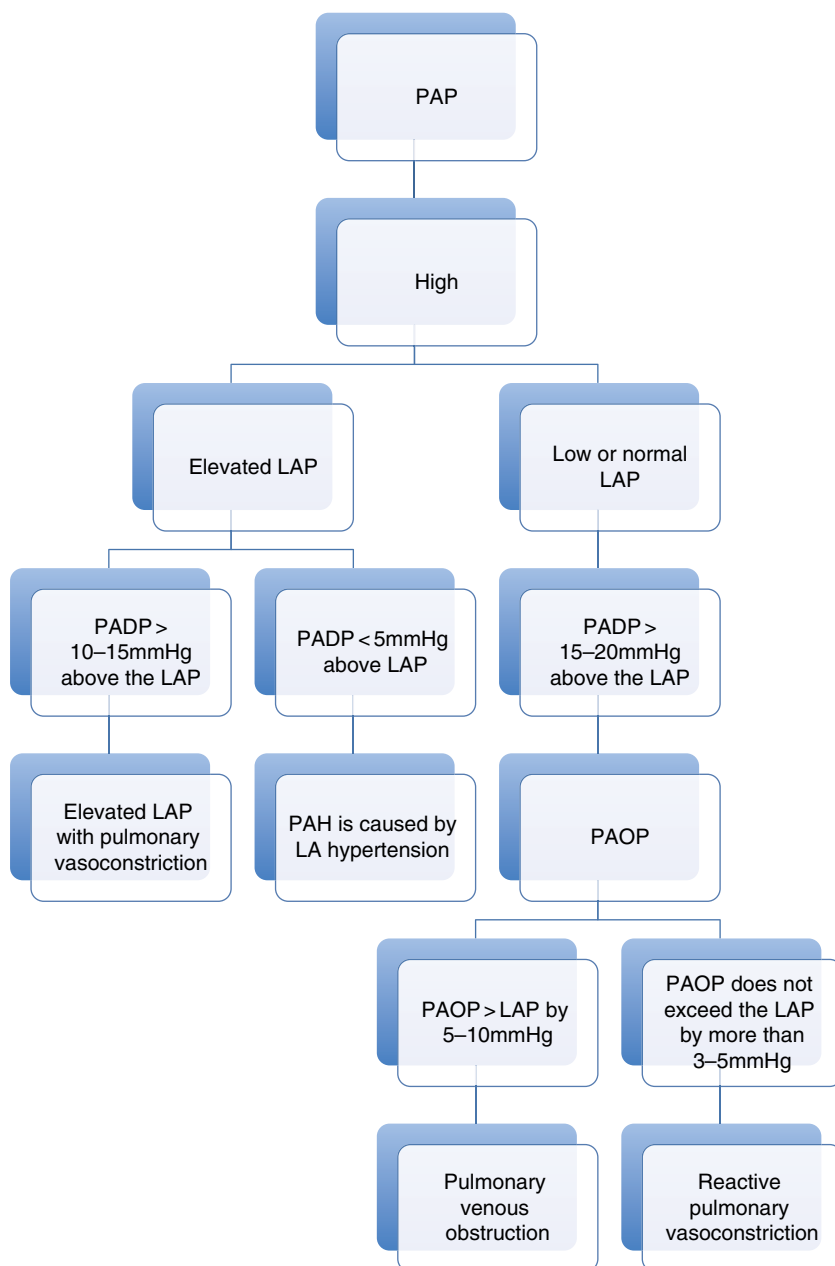 PAP
High
Elevated LAP
Low or normal
LAP
PADP >
10–15mmHg
above the LAP
PADP < 5mmHg
above LAP
PADP >
15–20mmHg
above the LAP
Elevated LAP
with pulmonary
vasoconstriction
PAH is caused by
LA hypertension
PAOP
PAOP > LAP by
5–10mmHg
PAOP does not
exceed the LAP
by more than
3–5mmHg
Pulmonary
venous
obstruction
Reactive
pulmonary
vasoconstriction